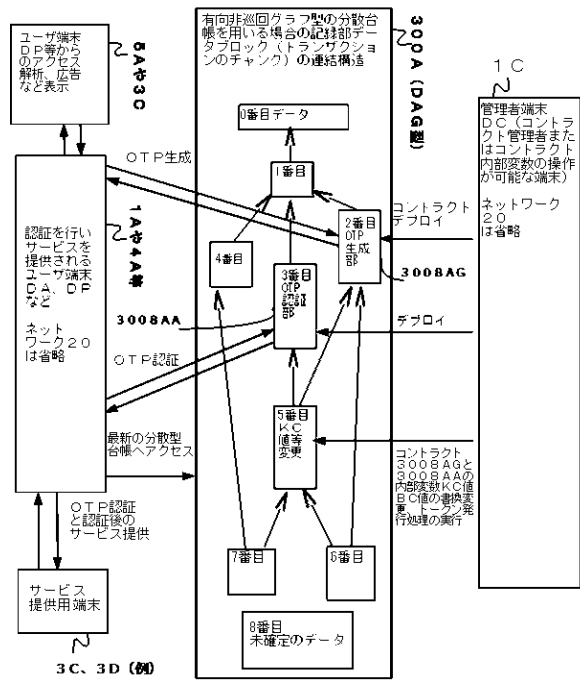 ユーザ端末
DP等から
のアクセス
解析、広告
など表示
5Aや3C
有向非巡回グラフ型の分散台
帳を用いる場合の記録部デ
ータブロック(トランザクション
のチャンク)の連結構造
300A(DAG型)
1C
管理者端末
DC(コントラ
クト管理者また
はコントラクト
内部変数の操作
が可能な端末)
ネットワーク
20
は省略
0番目データ
OTP生成
1番目
コントラクト
デプロイ
2番目
OTP
生成
部
3008AG
4番目
3番目
OTP
認証
部
3008AA
デプロイ
1Aや4A等
認証を行い
サービスを
提供される
ユーザ端末
DA、DP
など
ネット
ワーク20
は省略
OTP認証
5番目
KC
値等
変更
最新の分散型
台帳へアクセス
コントラクト
3008AGと
3008AAの
内部変数KC値
BC値の書換変
更、トークン発
行処理の実行
OTP認証
と認証後の
サービス提供
7番目
6番目
サービス
提供用端末
8番目
未確定のデータ
3C、3D(例)